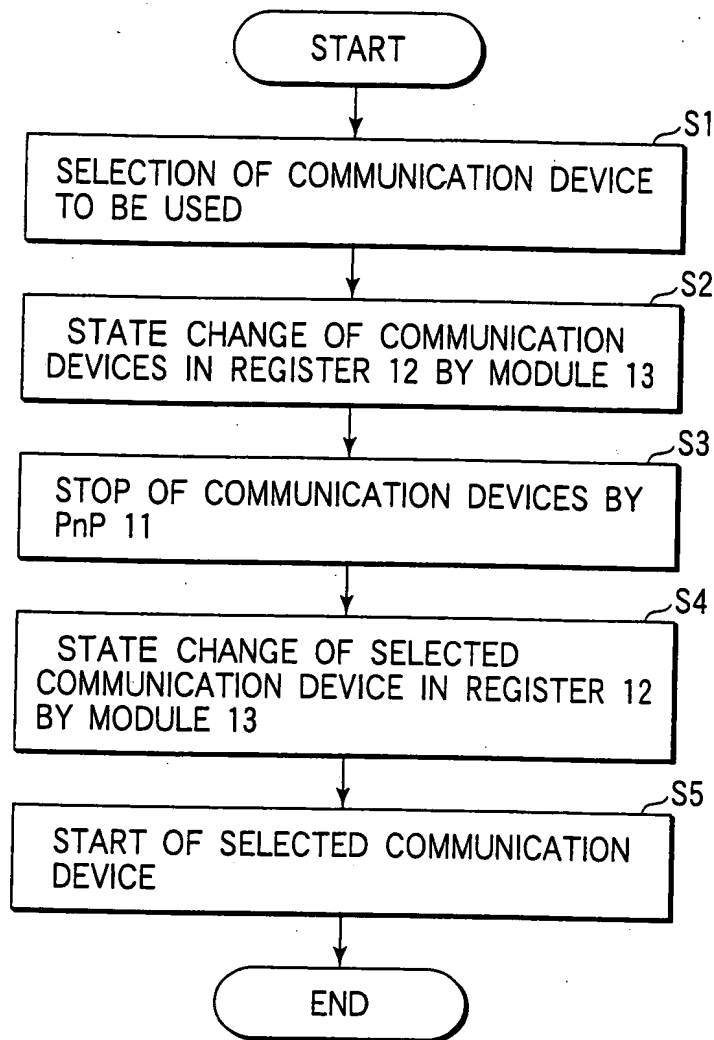 START
S1
SELECTION OF COMMUNICATION DEVICE
TO BE USED
S2
STATE CHANGE OF COMMUNICATION
DEVICES IN REGISTER 12 BY MODULE 13
S3
STOP OF COMMUNICATION DEVICES BY
PnP 11
S4
STATE CHANGE OF SELECTED
COMMUNICATION DEVICE IN REGISTER 12
BY MODULE 13
S5
START OF SELECTED COMMUNICATION
DEVICE
END